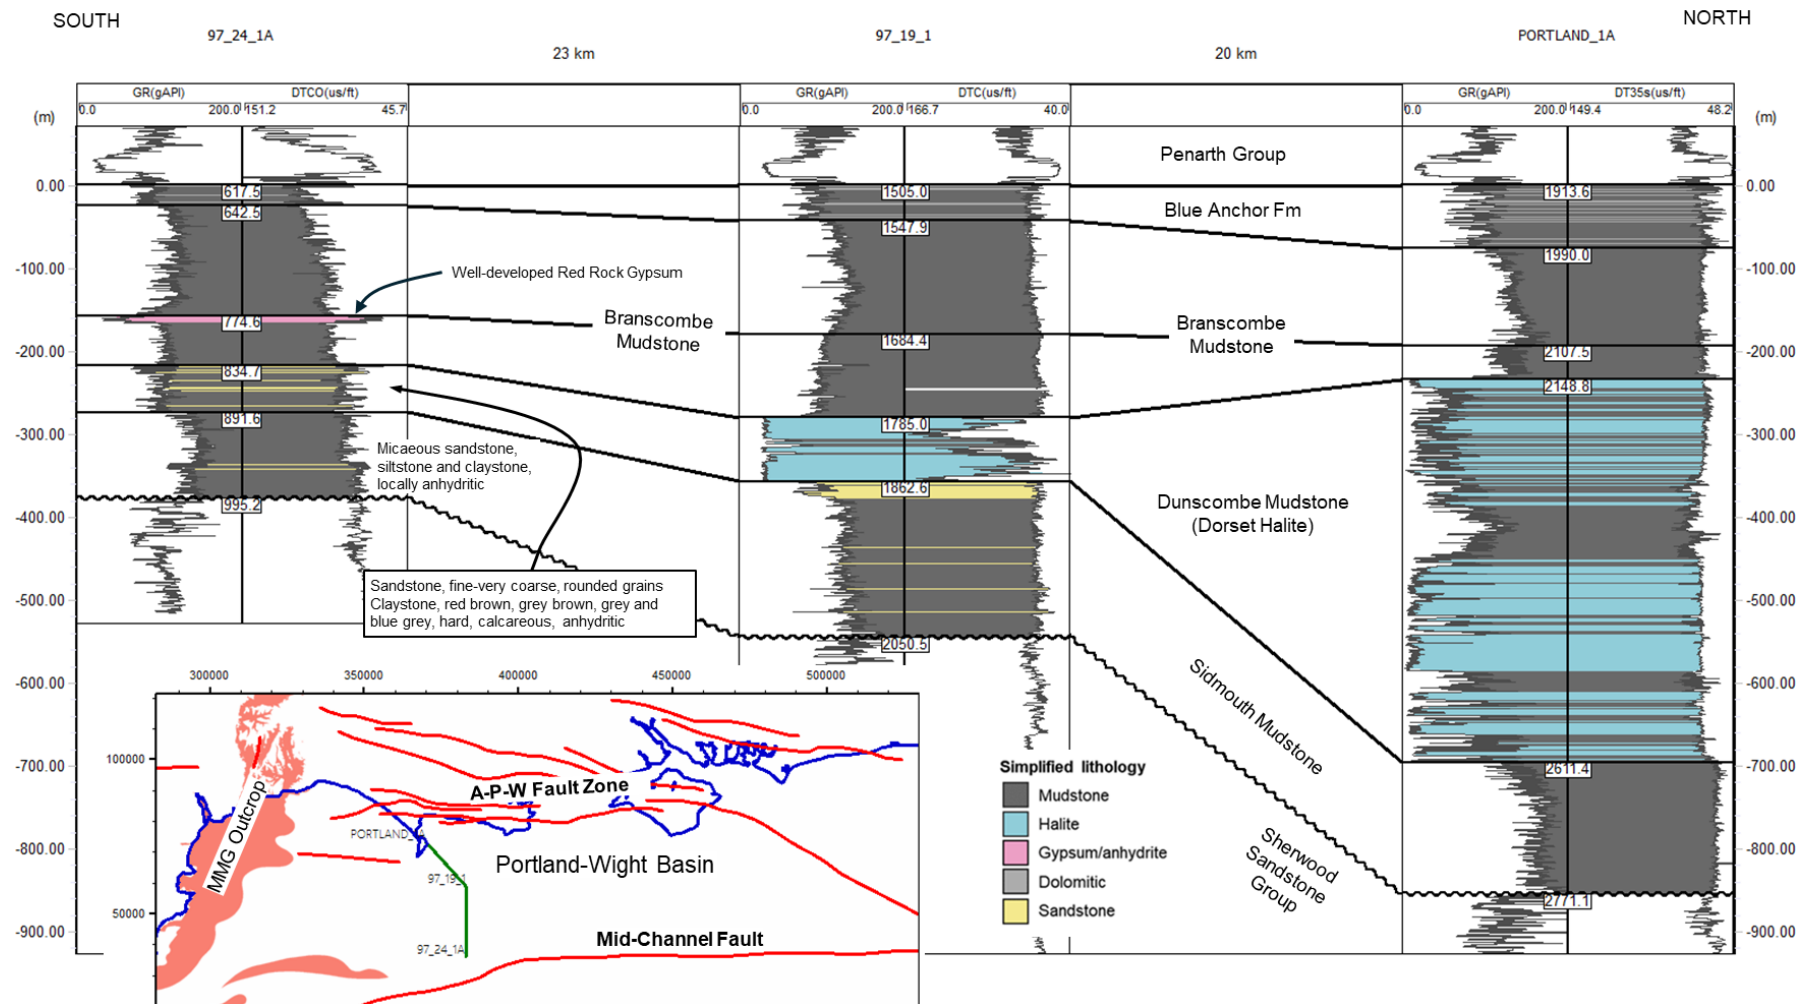 SOUTH
NORTH
97_24_1A
97_19_1
PORTLAND_1A
23 km
20 km
GR(gAPI)
DTCO(us/ft)
GR(gAPI)
DTC(us/ft)
GR(gAPI)
DT35s(us/ft)
0.0
200.0
151.2
45.7
0.0
200.0
166.7
40.0
0.0
200.0
149.4
48.2
(m)
(m)
Penarth Group
0.00
617.5
1505.0
1913.6
0.00
642.5
Blue Anchor Fm
1547.9
1990.0
-100.00
Well-developed Red Rock Gypsum
-100.00
774.6
Branscombe
Mudstone
1684.4
Branscombe
Mudstone
2107.5
-200.00
-200.00
834.7
2148.8
891.6
1785.0
-300.00
-300.00
Micaeous sandstone,
siltstone and claystone,
locally anhydritic
995.2
1862.6
Dunscombe Mudstone
(Dorset Halite)
-400.00
-400.00
-500.00
Sandstone, fine-very coarse, rounded grains
Claystone, red brown, grey brown, grey and
blue grey, hard, calcareous, anhydritic
-500.00
2050.5
-600.00
-600.00
Sidmouth Mudstone
-700.00
2611.4
-700.00
-800.00
Sherwood
Sandstone
Group
-800.00
2771.1
-900.00
-900.00
300000
350000
400000
450000
500000
100000
50000
A-P-W Fault Zone
MMG Outcrop
Portland-Wight Basin
97_19_1
97_24_1A
Mid-Channel Fault
Simplified lithology
Mudstone
Halite
Gypsum/anhydrite
Dolomitic
Sandstone